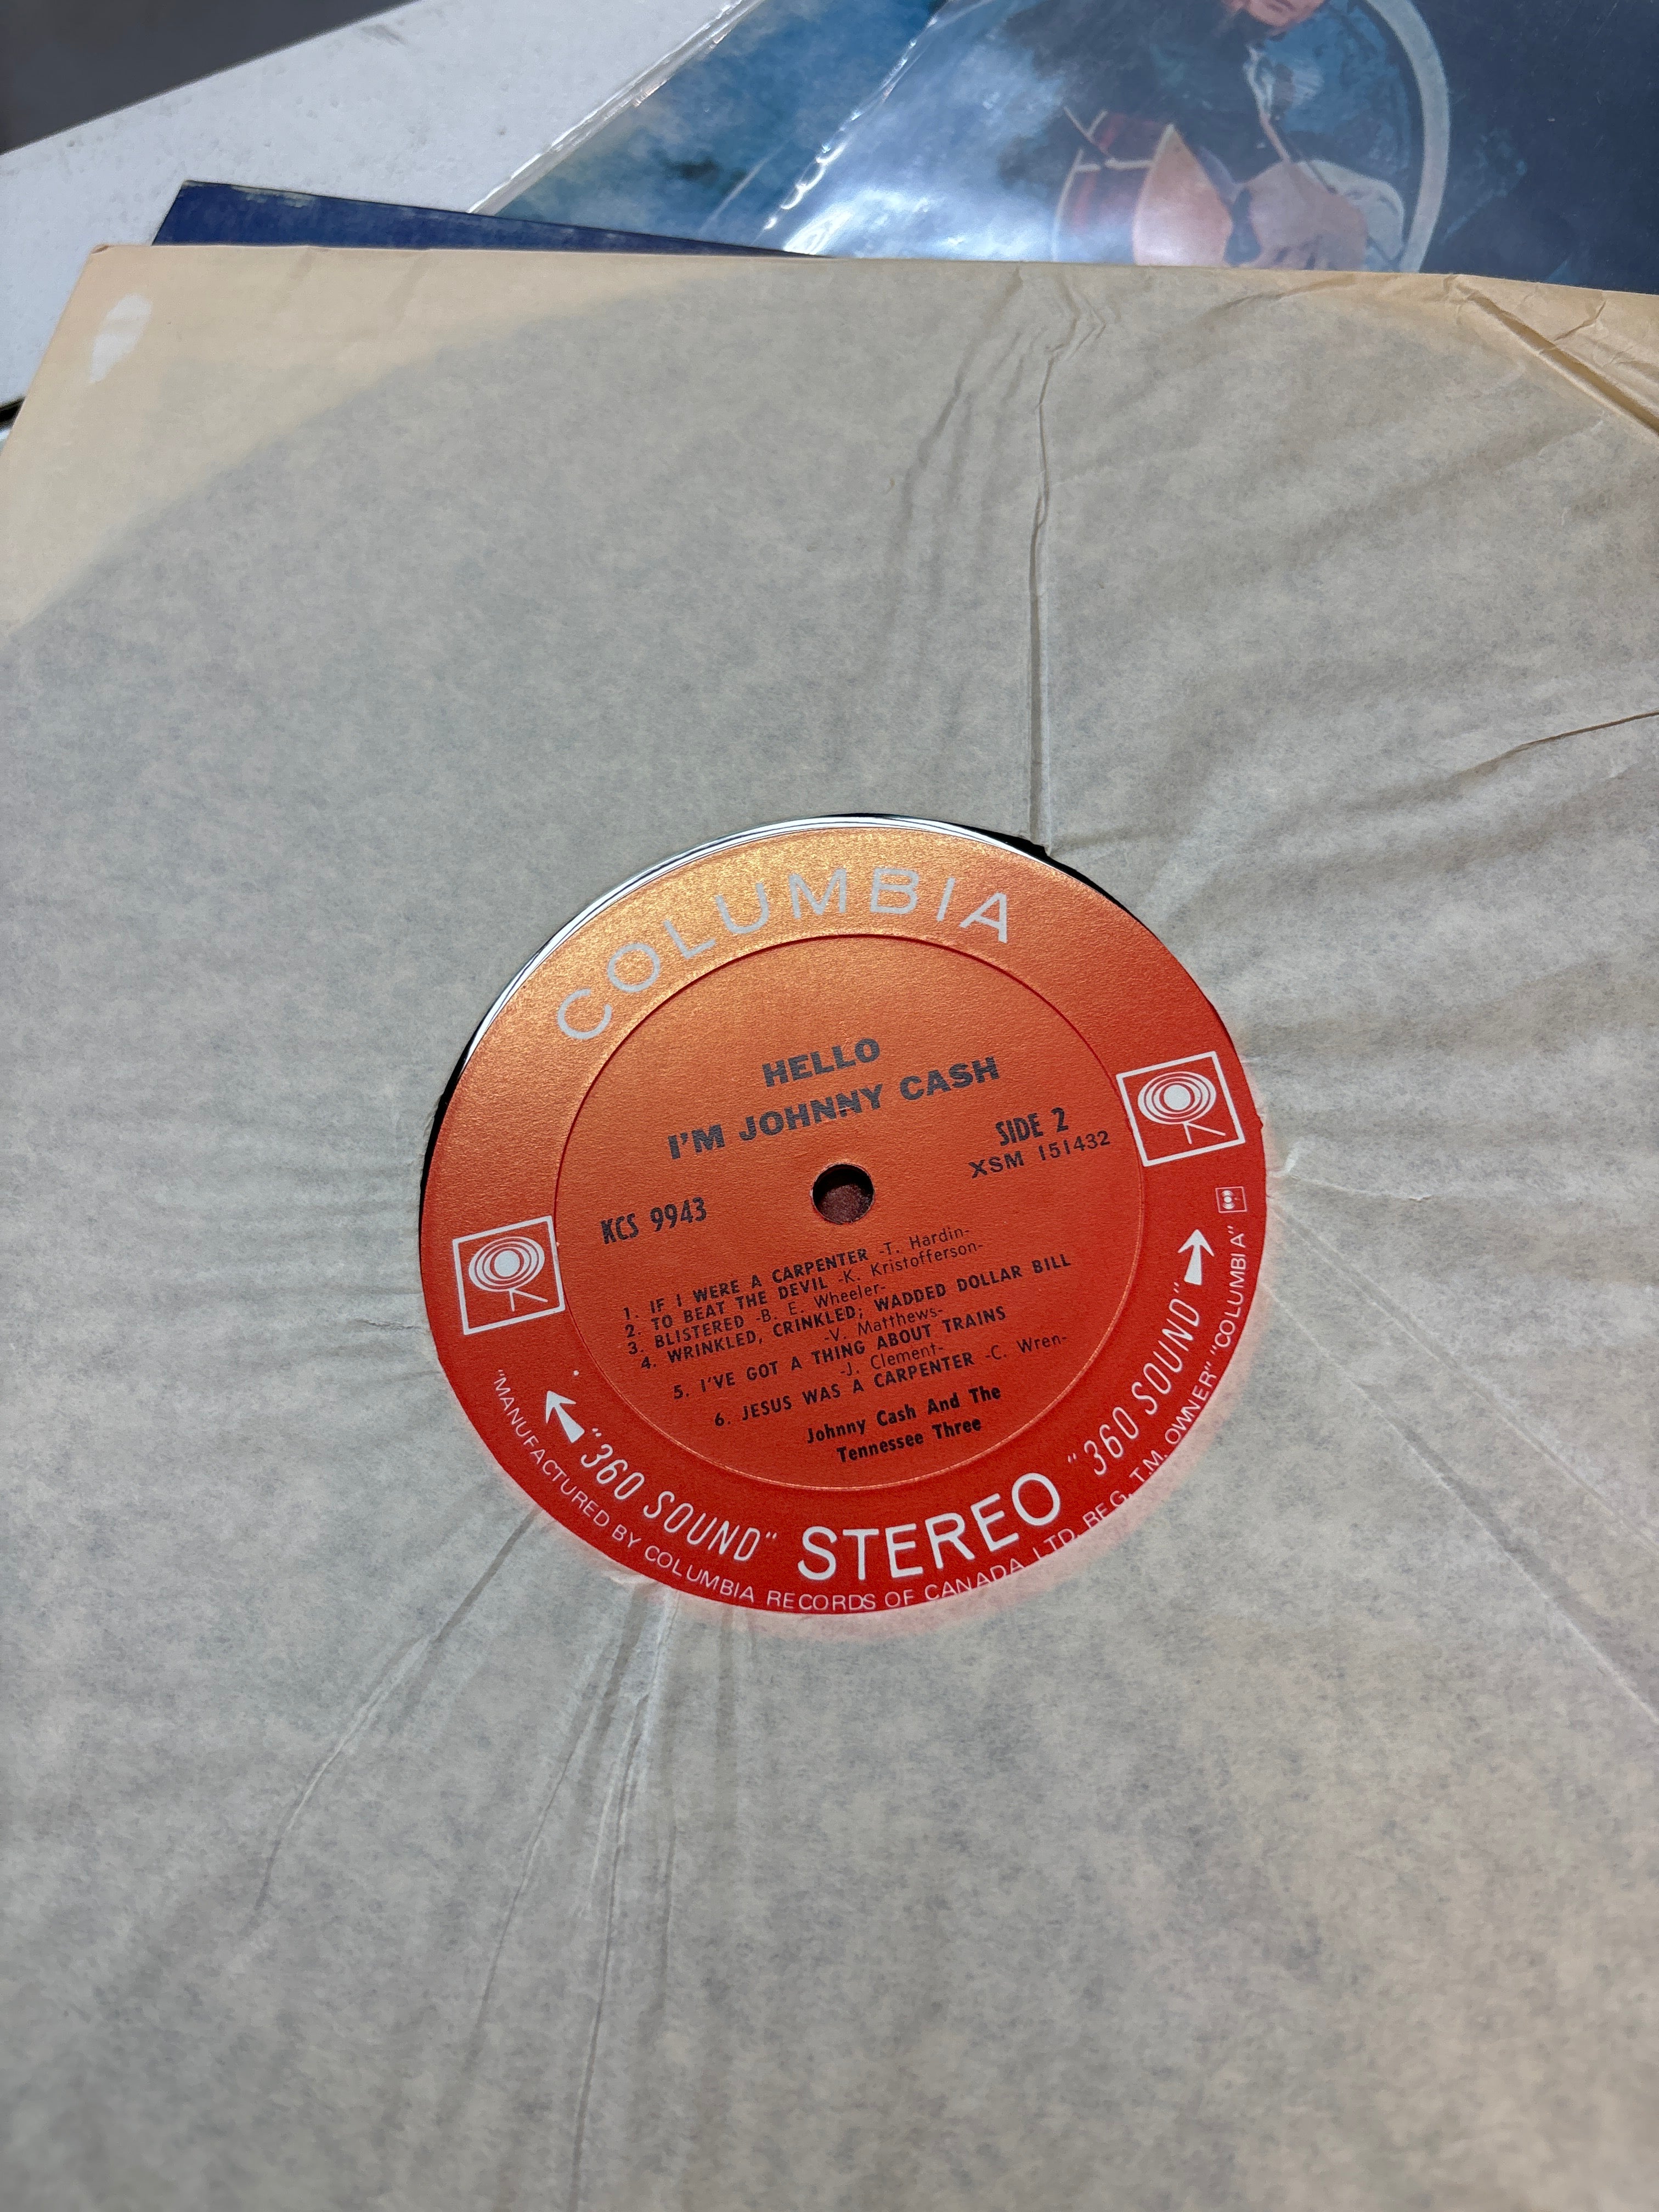 COLUMBIA
HELLO
I'M JOHNNY CASH
SIDE 2
XSM 151432
KCS 9943
1. IF I WERE A CARPENTER -T. Hardin-
2. TO BEAT THE DEVIL -K. Kristofferson-
3. BLISTERED -B. E. Wheeler-
4. WRINKLED, CRINKLED, WADDED DOLLAR BILL
-V. Matthews-
5. I'VE GOT A THING ABOUT TRAINS
-J. Clement-
6. JESUS WAS A CARPENTER -C. Wren-
Johnny Cash And The
Tennessee Three
"360 SOUND" STEREO "360 SOUND"
"MANUFACTURED BY COLUMBIA RECORDS OF CANADA, LTD. REG. T.M. OWNER" "COLUMBIA"